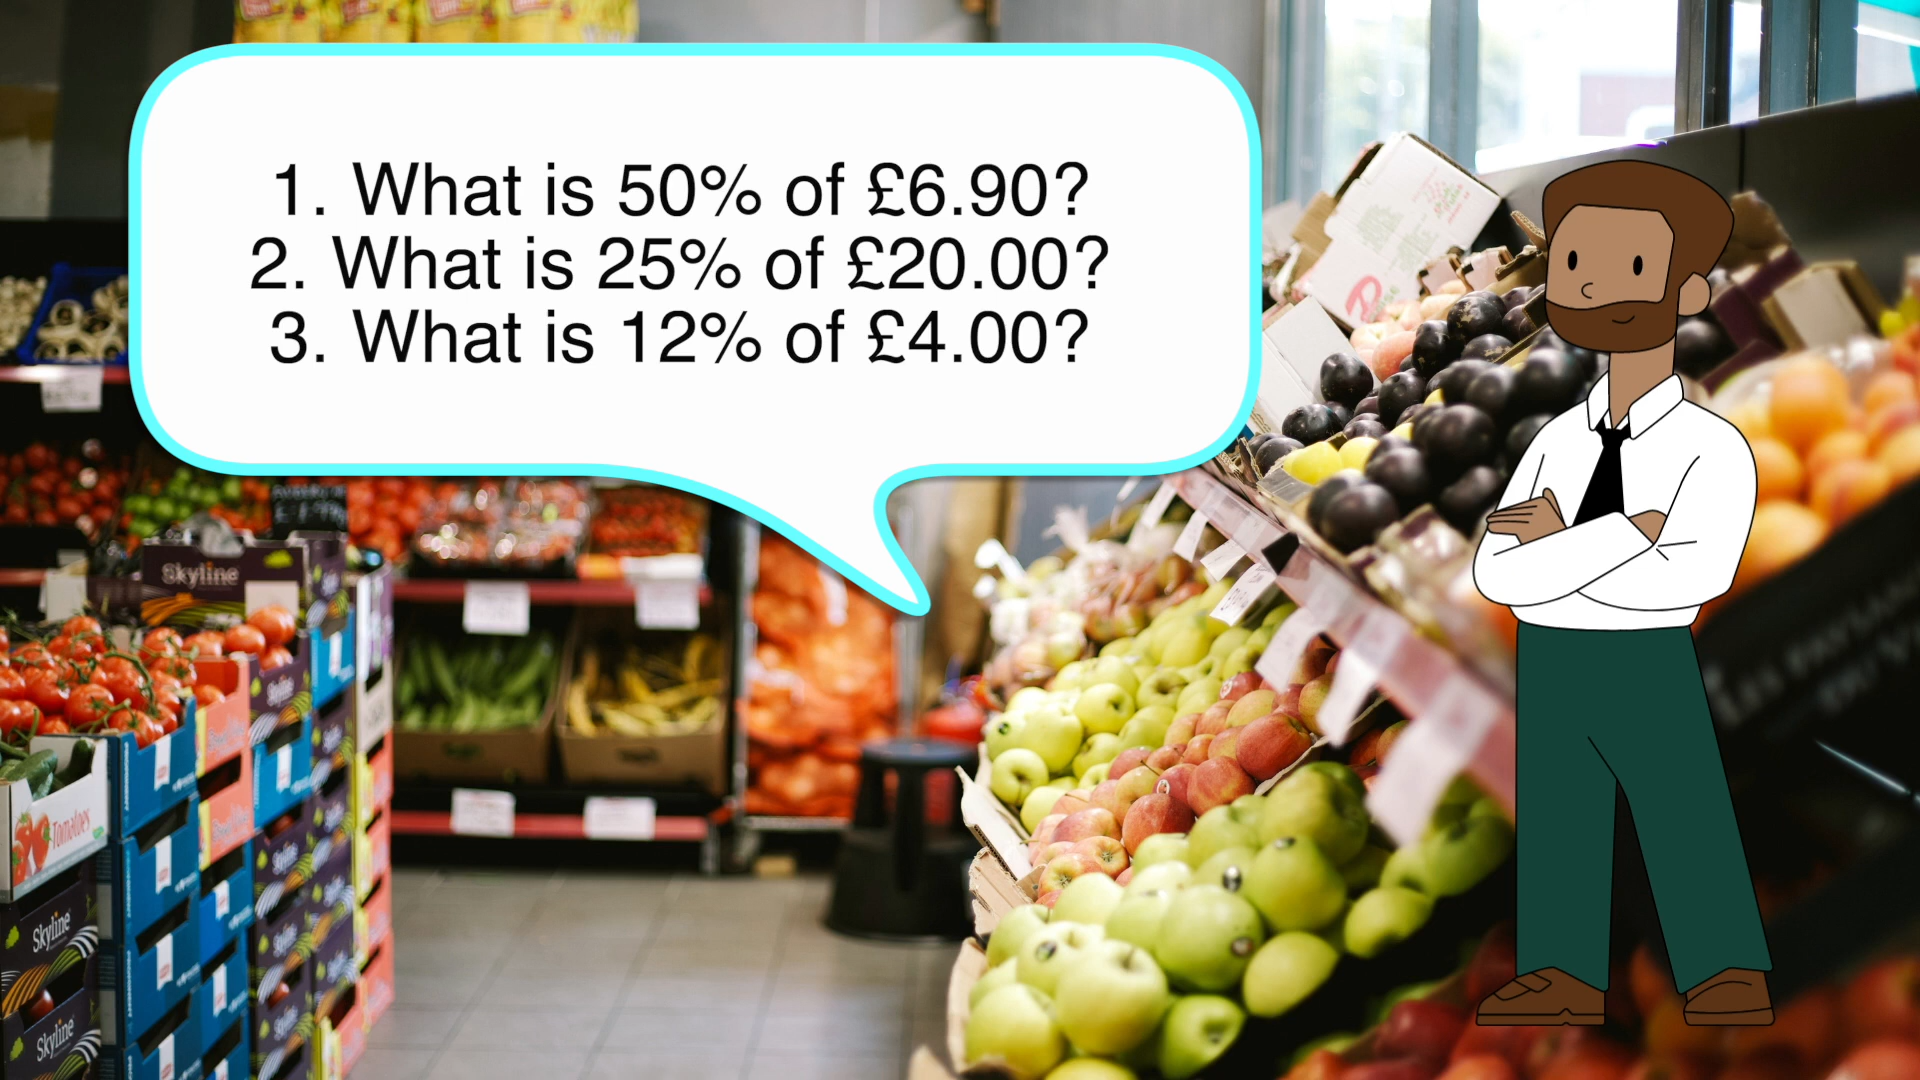 1. What is 50% of £6.90?
2. What is 25% of £20.00?
3. What is 12% of £4.00?
Skyline
Tomatoes
Skyline
Skyline